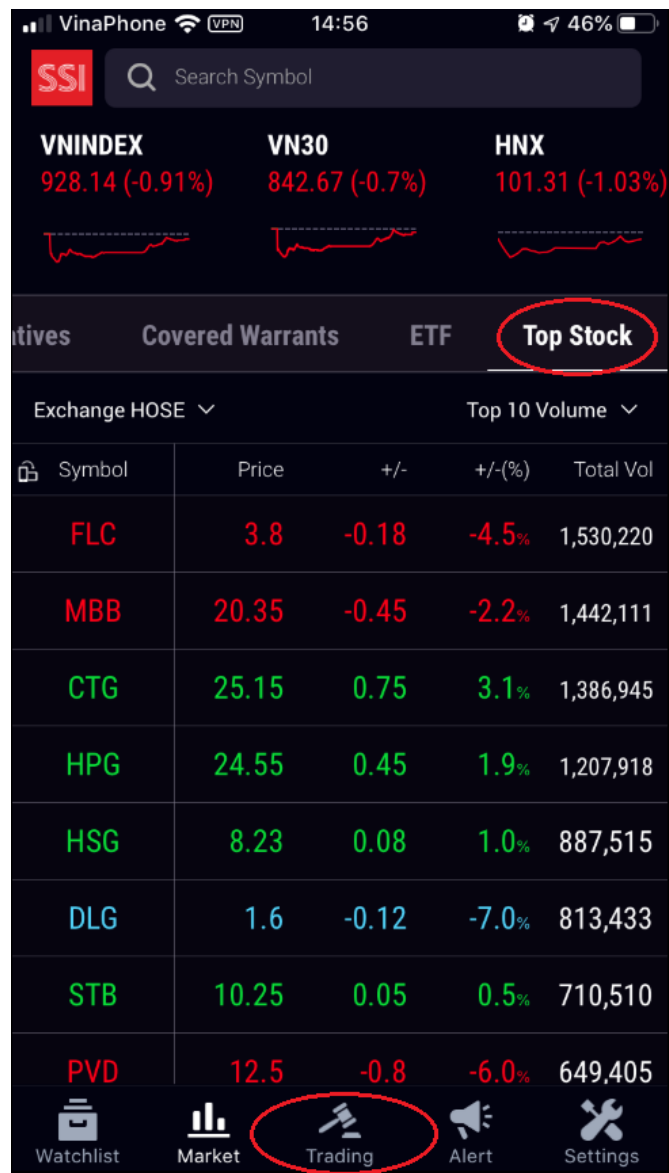 VinaPhone VPN 14:56 46%
SSI Search Symbol
VNINDEX VN30 HNX
928.14 (-0.91%) 842.67 (-0.7%) 101.31 (-1.03%)
atives Covered Warrants ETF Top Stock
Exchange HOSE Top 10 Volume
Symbol Price +/- +/-(%) Total Vol
FLC 3.8 -0.18 -4.5% 1,530,220
MBB 20.35 -0.45 -2.2% 1,442,111
CTG 25.15 0.75 3.1% 1,386,945
HPG 24.55 0.45 1.9% 1,207,918
HSG 8.23 0.08 1.0% 887,515
DLG 1.6 -0.12 -7.0% 813,433
STB 10.25 0.05 0.5% 710,510
PVD 12.5 -0.8 -6.0% 649,405
Watchlist Market Trading Alert Settings